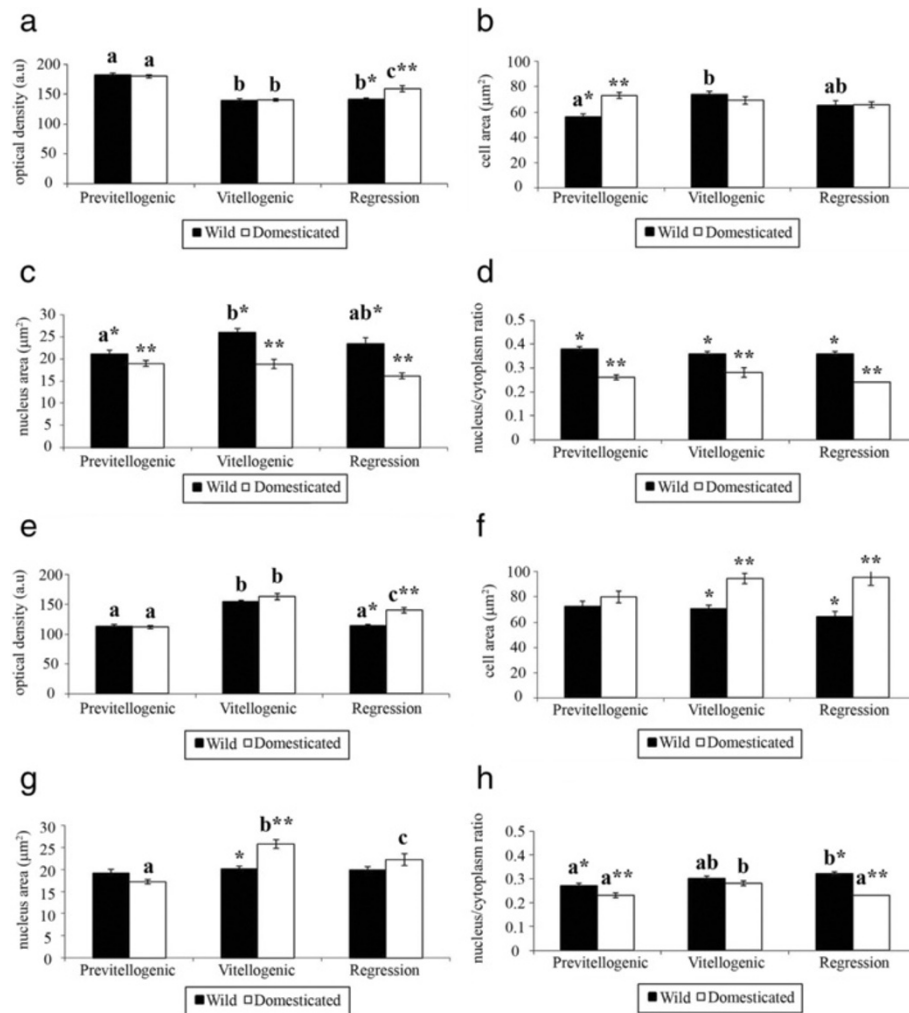 a
optical density (a.u)
200
150
100
50
0
a a b b b* c**
Previtellogenic Vitellogenic Regression
Wild Domesticated
b
cell area (µm²)
100
80
60
40
20
0
a* ** b ab
Previtellogenic Vitellogenic Regression
Wild Domesticated
c
nucleus area (µm²)
30
25
20
15
10
5
0
a* ** b* ** ab* **
Previtellogenic Vitellogenic Regression
Wild Domesticated
d
nucleus/cytoplasm ratio
0.5
0.4
0.3
0.2
0.1
0
* ** * ** * **
Previtellogenic Vitellogenic Regression
Wild Domesticated
e
optical density (a.u)
200
150
100
50
0
a a b b a* c**
Previtellogenic Vitellogenic Regression
Wild Domesticated
f
cell area (µm²)
100
80
60
40
20
0
* ** * **
Previtellogenic Vitellogenic Regression
Wild Domesticated
g
nucleus area (µm²)
30
25
20
15
10
5
0
a * b** c
Previtellogenic Vitellogenic Regression
Wild Domesticated
h
nucleus/cytoplasm ratio
0.5
0.4
0.3
0.2
0.1
0
a* a** ab b b* a**
Previtellogenic Vitellogenic Regression
Wild Domesticated